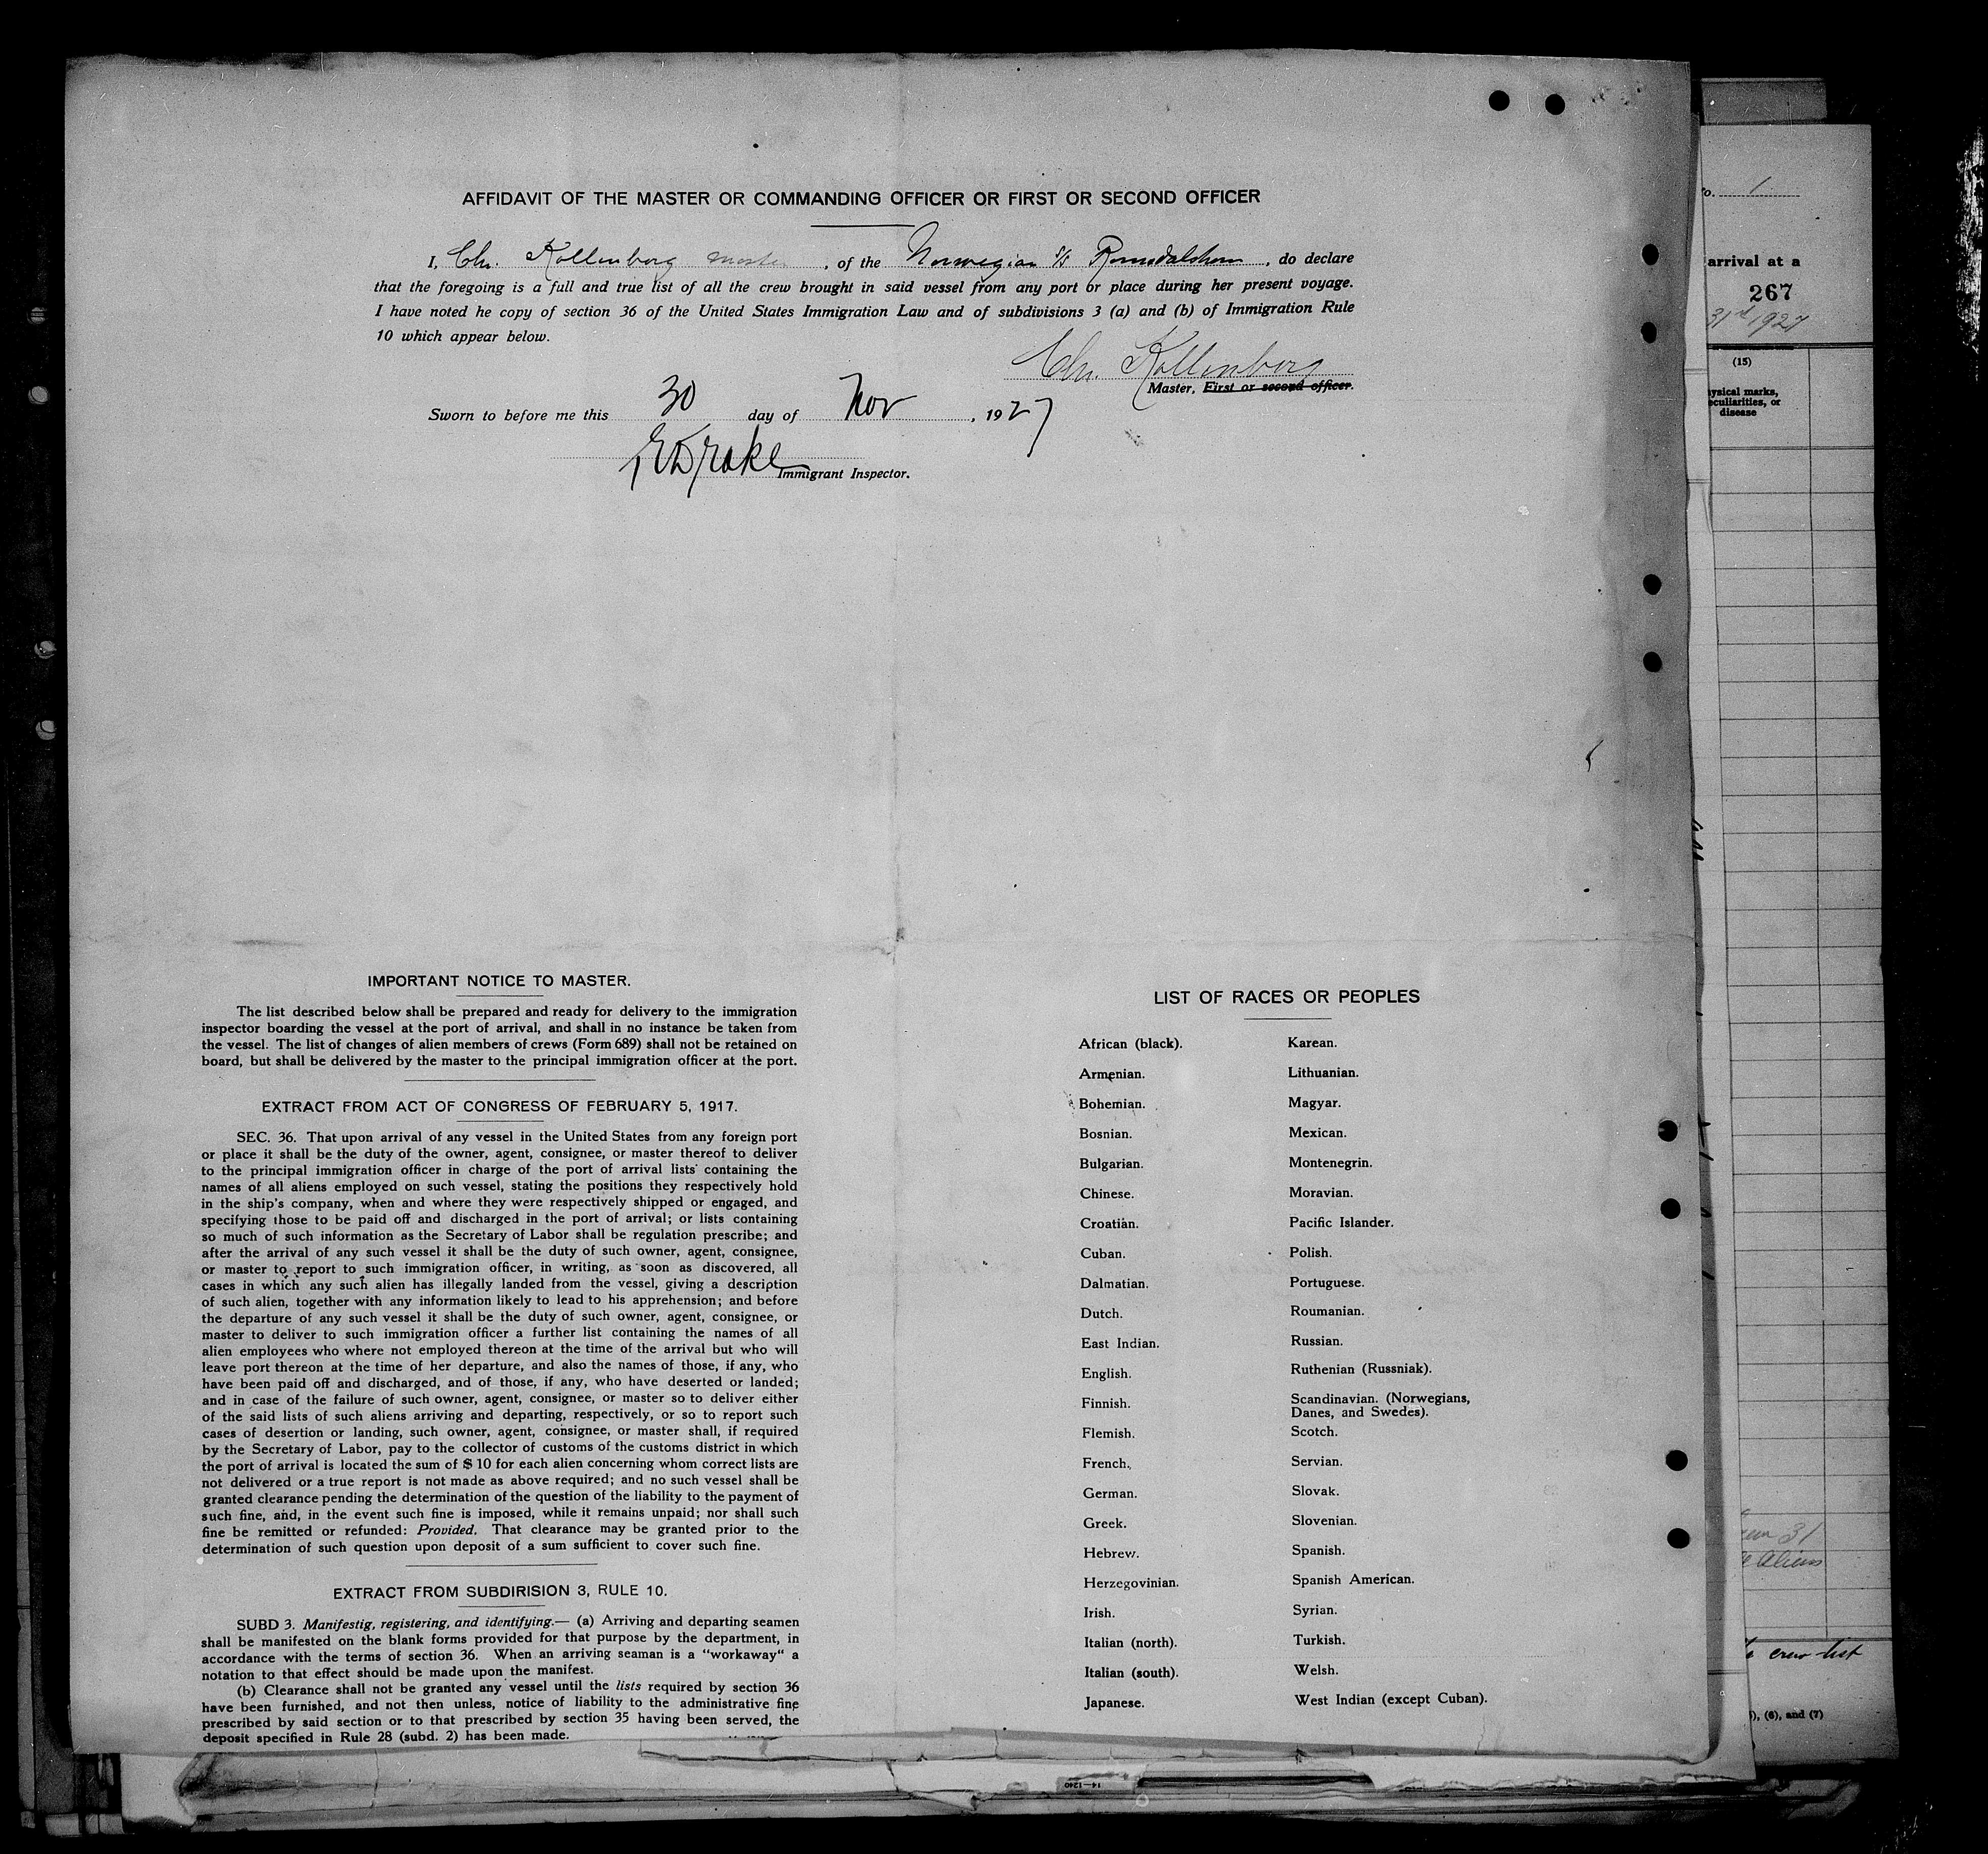 AFFIDAVIT OF THE MASTER OR COMMANDING OFFICER OR FIRST OR SECOND OFFICER
I, Chr. Kollenborg master, of the Norwegian S/S Romsdalshorn, do declare
that the foregoing is a full and true list of all the crew brought in said vessel from any port or place during her present voyage.
I have noted he copy of section 36 of the United States Immigration Law and of subdivisions 3 (a) and (b) of Immigration Rule
10 which appear below.
Chr. Kollenborg
Master, First or second officer.
Sworn to before me this 30 day of Nov, 1927
Drake
Immigrant Inspector.
IMPORTANT NOTICE TO MASTER.
The list described below shall be prepared and ready for delivery to the immigration
inspector boarding the vessel at the port of arrival, and shall in no instance be taken from
the vessel. The list of changes of alien members of crews (Form 689) shall not be retained on
board, but shall be delivered by the master to the principal immigration officer at the port.
EXTRACT FROM ACT OF CONGRESS OF FEBRUARY 5, 1917.
SEC. 36. That upon arrival of any vessel in the United States from any foreign port
or place it shall be the duty of the owner, agent, consignee, or master thereof to deliver
to the principal immigration officer in charge of the port of arrival lists containing the
names of all aliens employed on such vessel, stating the positions they respectively hold
in the ship's company, when and where they were respectively shipped or engaged, and
specifying those to be paid off and discharged in the port of arrival; or lists containing
so much of such information as the Secretary of Labor shall be regulation prescribe; and
after the arrival of any such vessel it shall be the duty of such owner, agent, consignee,
or master to report to such immigration officer, in writing, as soon as discovered, all
cases in which any such alien has illegally landed from the vessel, giving a description
of such alien, together with any information likely to lead to his apprehension; and before
the departure of any such vessel it shall be the duty of such owner, agent, consignee, or
master to deliver to such immigration officer a further list containing the names of all
alien employees who where not employed thereon at the time of the arrival but who will
leave port thereon at the time of her departure, and also the names of those, if any, who
have been paid off and discharged, and of those, if any, who have deserted or landed;
and in case of the failure of such owner, agent, consignee, or master so to deliver either
of the said lists of such aliens arriving and departing, respectively, or so to report such
cases of desertion or landing, such owner, agent, consignee, or master shall, if required
by the Secretary of Labor, pay to the collector of customs of the customs district in which
the port of arrival is located the sum of $ 10 for each alien concerning whom correct lists are
not delivered or a true report is not made as above required; and no such vessel shall be
granted clearance pending the determination of the question of the liability to the payment of
such fine, and, in the event such fine is imposed, while it remains unpaid; nor shall such
fine be remitted or refunded: Provided. That clearance may be granted prior to the
determination of such question upon deposit of a sum sufficient to cover such fine.
EXTRACT FROM SUBDIRISION 3, RULE 10.
SUBD 3. Manifestig, registering, and identifying.— (a) Arriving and departing seamen
shall be manifested on the blank forms provided for that purpose by the department, in
accordance with the terms of section 36. When an arriving seaman is a "workaway" a
notation to that effect should be made upon the manifest.
(b) Clearance shall not be granted any vessel until the lists required by section 36
have been furnished, and not then unless, notice of liability to the administrative fine
prescribed by said section or to that prescribed by section 35 having been served, the
deposit specified in Rule 28 (subd. 2) has been made.
LIST OF RACES OR PEOPLES
African (black).
Armenian.
Bohemian.
Bosnian.
Bulgarian.
Chinese.
Croatian.
Cuban.
Dalmatian.
Dutch.
East Indian.
English.
Finnish.
Flemish.
French.
German.
Greek.
Hebrew.
Herzegovinian.
Irish.
Italian (north).
Italian (south).
Japanese.
Karean.
Lithuanian.
Magyar.
Mexican.
Montenegrin.
Moravian.
Pacific Islander.
Polish.
Portuguese.
Roumanian.
Russian.
Ruthenian (Russniak).
Scandinavian. (Norwegians,
Danes, and Swedes).
Scotch.
Servian.
Slovak.
Slovenian.
Spanish.
Spanish American.
Syrian.
Turkish.
Welsh.
West Indian (except Cuban).
1
arrival at a
267
31st 1927
(15)
marks,
or
disease
31
Aliens
crew list
(6), and (7)
14—1240